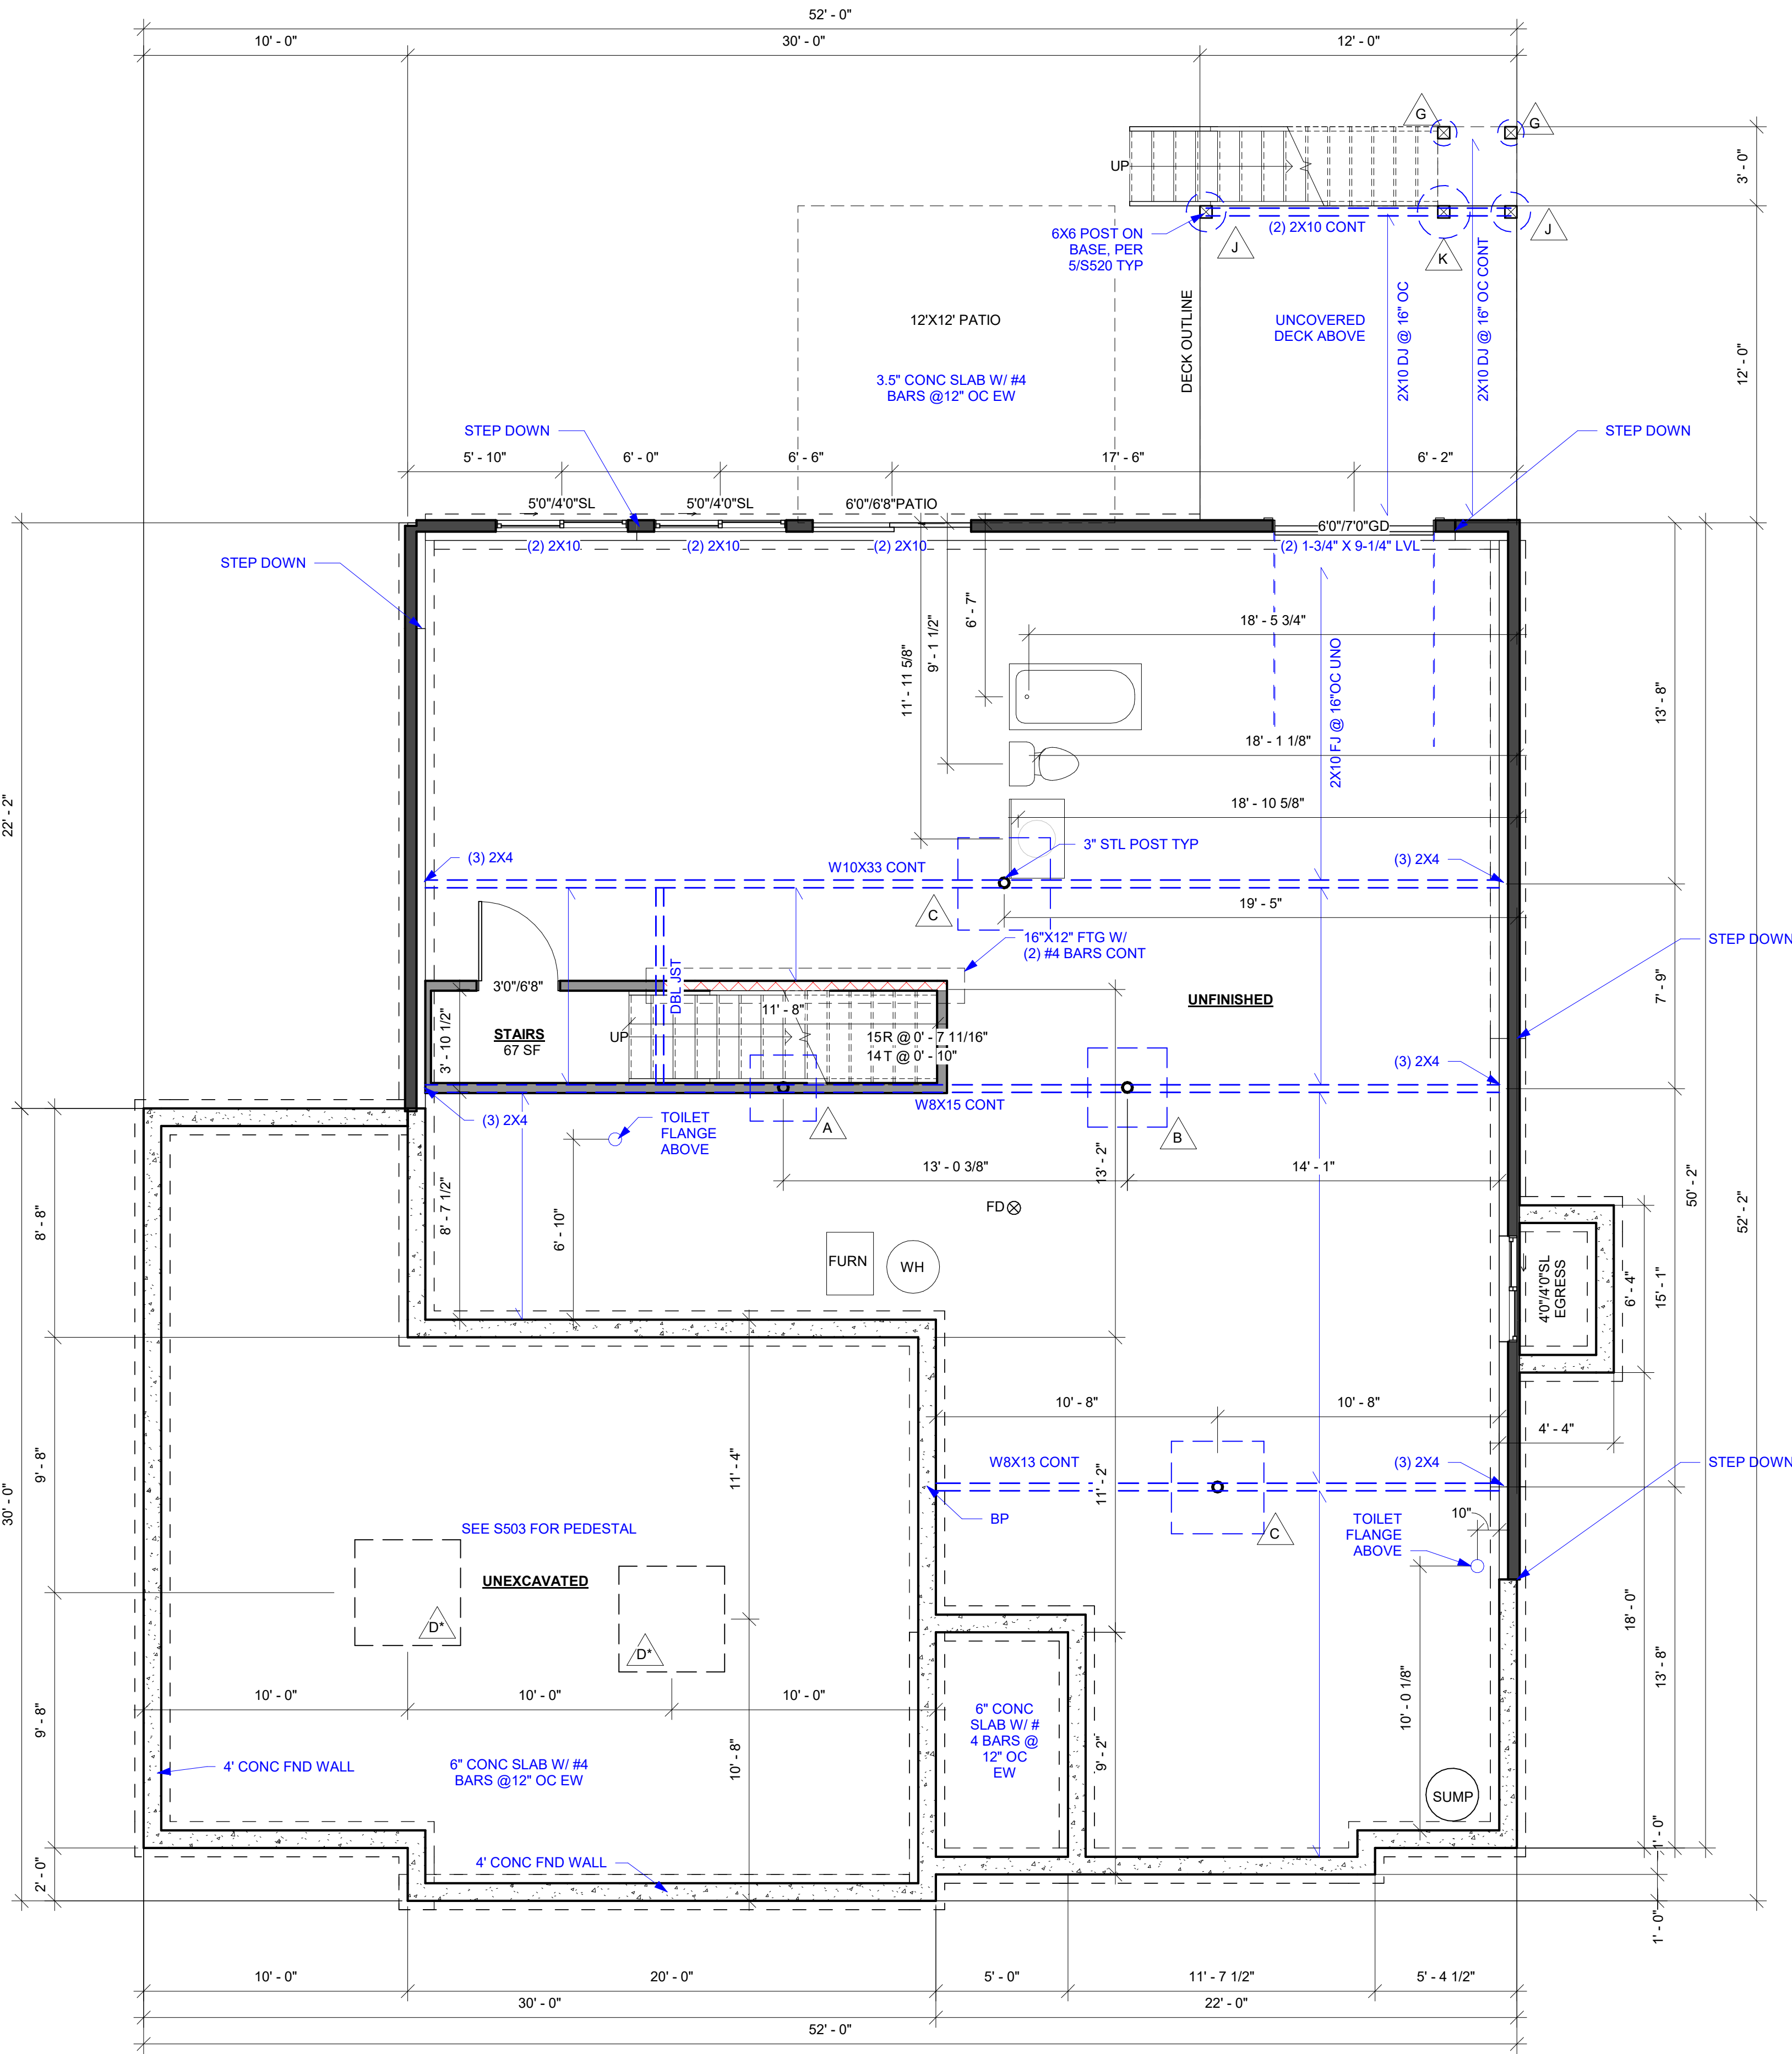 52' - 0"
10' - 0"
30' - 0"
12' - 0"
G
G
UP
3' - 0"
6X6 POST ON
BASE, PER
5/S520 TYP
(2) 2X10 CONT
J
K
J
DECK OUTLINE
UNCOVERED
DECK ABOVE
2X10 DJ @ 16" OC
2X10 DJ @ 16" OC CONT
12' - 0"
12'X12' PATIO
3.5" CONC SLAB W/ #4
BARS @12" OC EW
STEP DOWN
STEP DOWN
5' - 10"
6' - 0"
6' - 6"
17' - 6"
6' - 2"
5'0"/4'0"SL
5'0"/4'0"SL
6'0"/6'8"PATIO
6'0"/7'0"GD
(2) 2X10
(2) 2X10
(2) 2X10
(2) 1-3/4" X 9-1/4" LVL
STEP DOWN
22' - 2"
11' - 11 5/8"
9' - 1 1/2"
6' - 7"
18' - 5 3/4"
2X10 FJ @ 16"OC UNO
13' - 8"
18' - 1 1/8"
18' - 10 5/8"
(3) 2X4
W10X33 CONT
3" STL POST TYP
(3) 2X4
C
19' - 5"
16"X12" FTG W/
(2) #4 BARS CONT
STEP DOWN
3'0"/6'8"
DBL JST
UNFINISHED
7' - 9"
11' - 8"
3' - 10 1/2"
STAIRS
67 SF
UP
15R @ 0' - 7 11/16"
14T @ 0' - 10"
(3) 2X4
(3) 2X4
W8X15 CONT
A
B
TOILET
FLANGE
ABOVE
13' - 2"
13' - 0 3/8"
14' - 1"
8' - 8"
8' - 7 1/2"
6' - 10"
FD
FURN
WH
4'0"/4'0"SL
EGRESS
6' - 4"
15' - 1"
50' - 2"
52' - 2"
10' - 8"
10' - 8"
4' - 4"
9' - 8"
11' - 4"
11' - 2"
W8X13 CONT
(3) 2X4
STEP DOWN
30' - 0"
BP
C
10"
TOILET
FLANGE
ABOVE
SEE S503 FOR PEDESTAL
UNEXCAVATED
D*
D*
18' - 0"
13' - 8"
10' - 0"
10' - 0"
10' - 0"
9' - 8"
10' - 8"
9' - 2"
10' - 0 1/8"
6" CONC
SLAB W/ #
4 BARS @
12" OC
EW
4' CONC FND WALL
6" CONC SLAB W/ #4
BARS @12" OC EW
SUMP
1' - 0"
2' - 0"
4' CONC FND WALL
1' - 0"
10' - 0"
20' - 0"
5' - 0"
11' - 7 1/2"
5' - 4 1/2"
30' - 0"
22' - 0"
52' - 0"